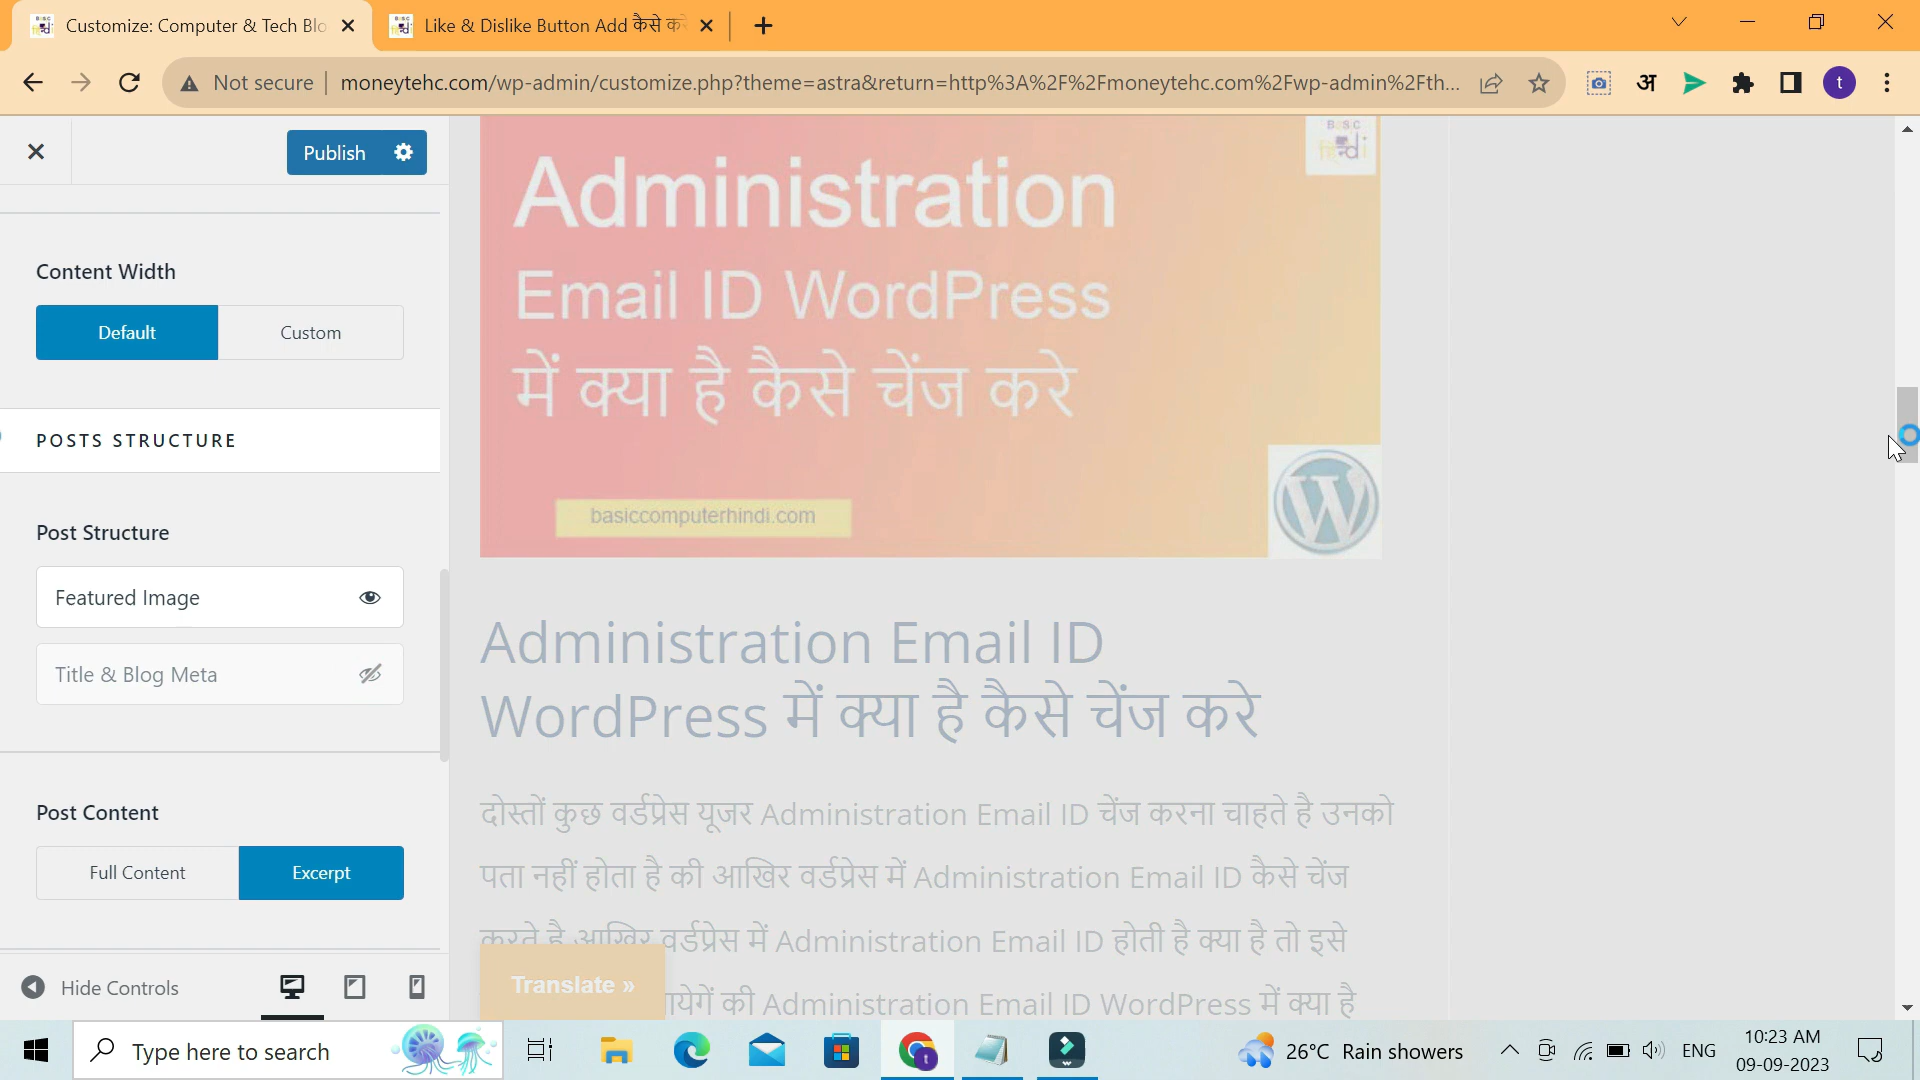 Customize: Computer & Tech Blo
Like & Dislike Button Add कैसे करे
Not secure
moneytehc.com/wp-admin/customize.php?theme=astra&return=http%3A%2F%2Fmoneytehc.com%2Fwp-admin%2Fth...
अ
t
Publish
Content Width
Default
Custom
POSTS STRUCTURE
Post Structure
Featured Image
Title & Blog Meta
Post Content
Full Content
Excerpt
Hide Controls
हिन्दी
Administration
Email ID WordPress
में क्या है कैसे चेंज करे
basiccomputerhindi.com
Administration Email ID
WordPress में क्या है कैसे चेंज करे
दोस्तों कुछ वर्डप्रेस यूजर Administration Email ID चेंज करना चाहते है उनको
पता नहीं होता है की आखिर वर्डप्रेस में Administration Email ID कैसे चेंज
करते है आखिर वर्डप्रेस में Administration Email ID होती है क्या है तो इसे
की Administration Email ID WordPress में क्या है
Translate »
Type here to search
26°C Rain showers
ENG
10:23 AM
09-09-2023